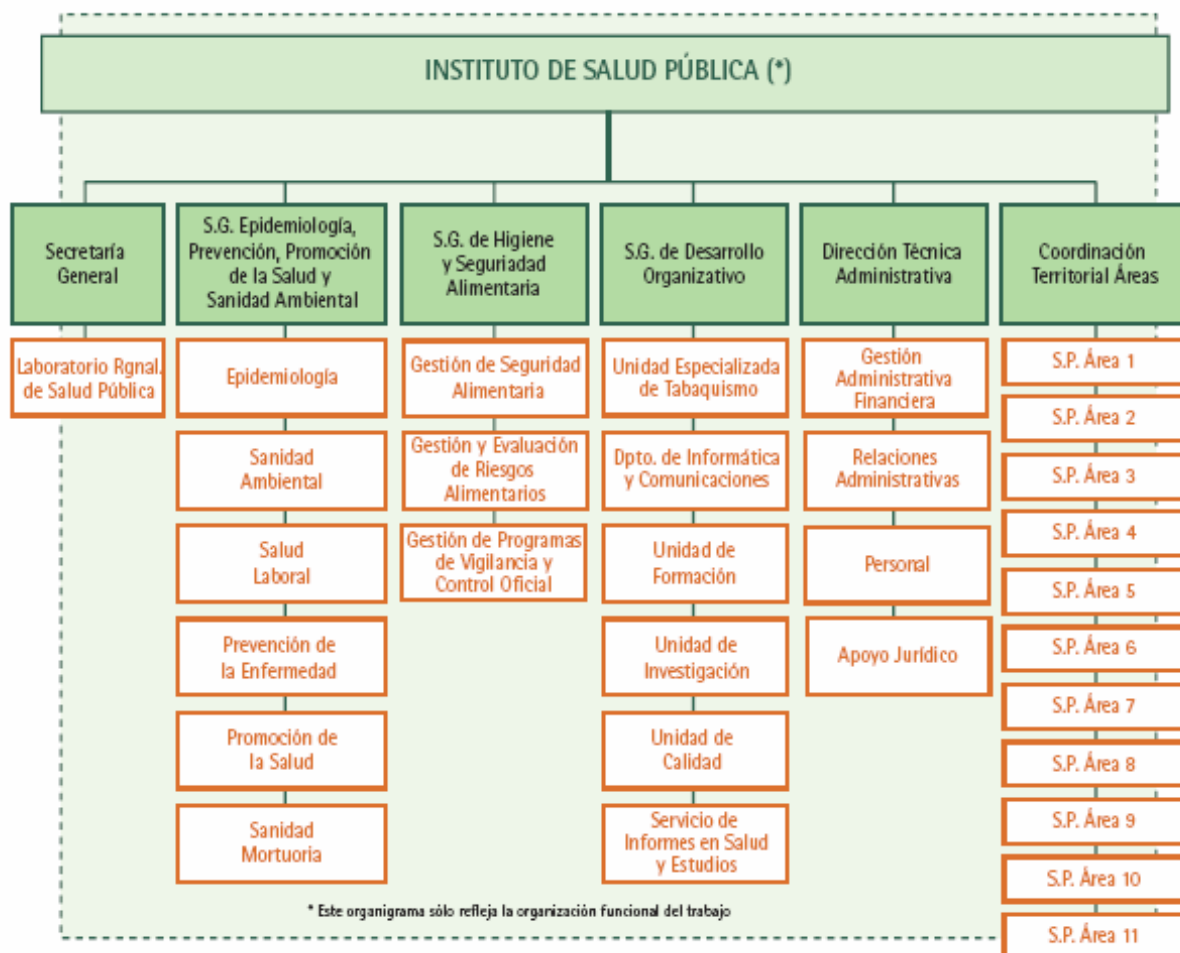 INSTITUTO DE SALUD PÚBLICA (*)
Secretaría
General
S.G. Epidemiología,
Prevención, Promoción
de la Salud y
Sanidad Ambiental
S.G. de Higiene
y Seguriadad
Alimentaria
S.G. de Desarrollo
Organizativo
Dirección Técnica
Administrativa
Coordinación
Territorial Áreas
Laboratorio Rgnal.
de Salud Pública
Epidemiología
Sanidad
Ambiental
Salud
Laboral
Prevención de
la Enfermedad
Promoción de
la Salud
Sanidad
Mortuoria
Gestión de Seguridad
Alimentaria
Gestión y Evaluación
de Riesgos
Alimentarios
Gestión de Programas
de Vigilancia y
Control Oficial
Unidad Especializada
de Tabaquismo
Dpto. de Informática
y Comunicaciones
Unidad de
Formación
Unidad de
Investigación
Unidad de
Calidad
Servicio de
Informes en Salud
y Estudios
Gestión
Administrativa
Financiera
Relaciones
Administrativas
Personal
Apoyo Jurídico
S.P. Área 1
S.P. Área 2
S.P. Área 3
S.P. Área 4
S.P. Área 5
S.P. Área 6
S.P. Área 7
S.P. Área 8
S.P. Área 9
S.P. Área 10
S.P. Área 11
* Este organigrama sólo refleja la organización funcional del trabajo